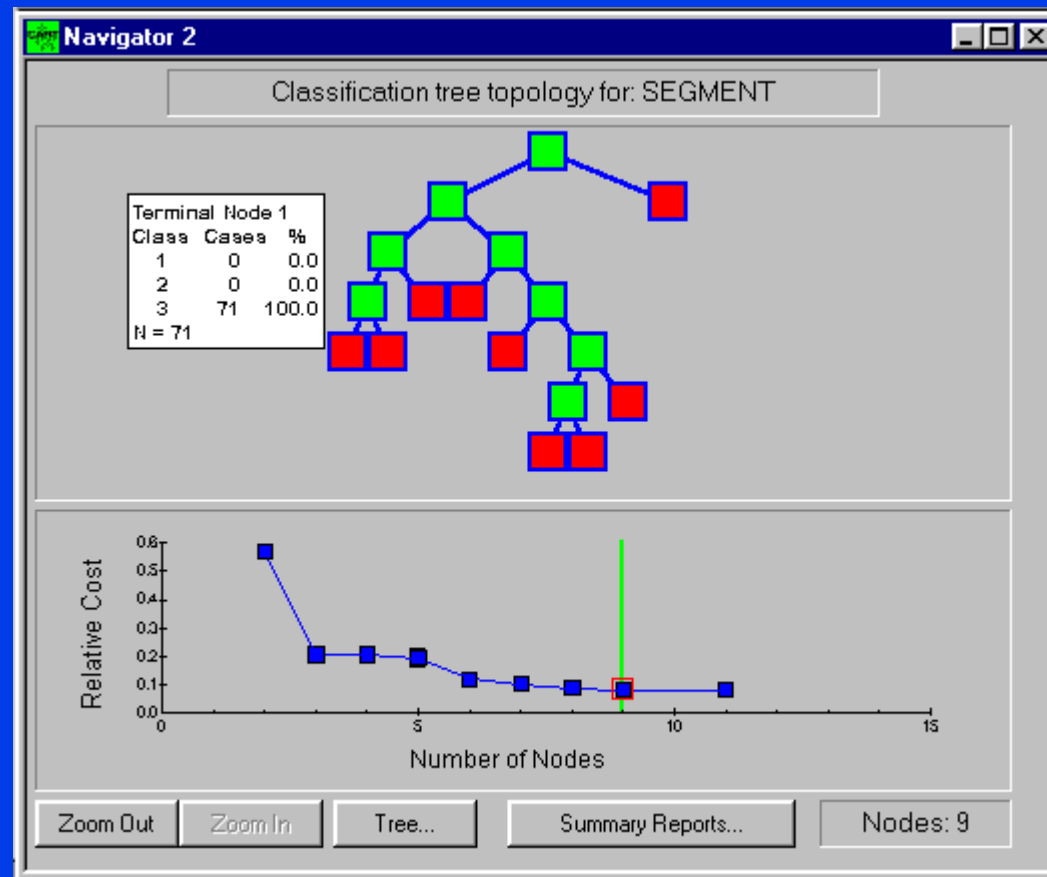 CART
Navigator 2
Classification tree topology for: SEGMENT
Terminal Node 1
Class Cases %
1 0 0.0
2 0 0.0
3 71 100.0
N = 71
Relative Cost
0.6
0.5
0.4
0.3
0.2
0.1
0.0
0 5 10 15
Number of Nodes
Zoom Out Zoom In Tree... Summary Reports... Nodes: 9